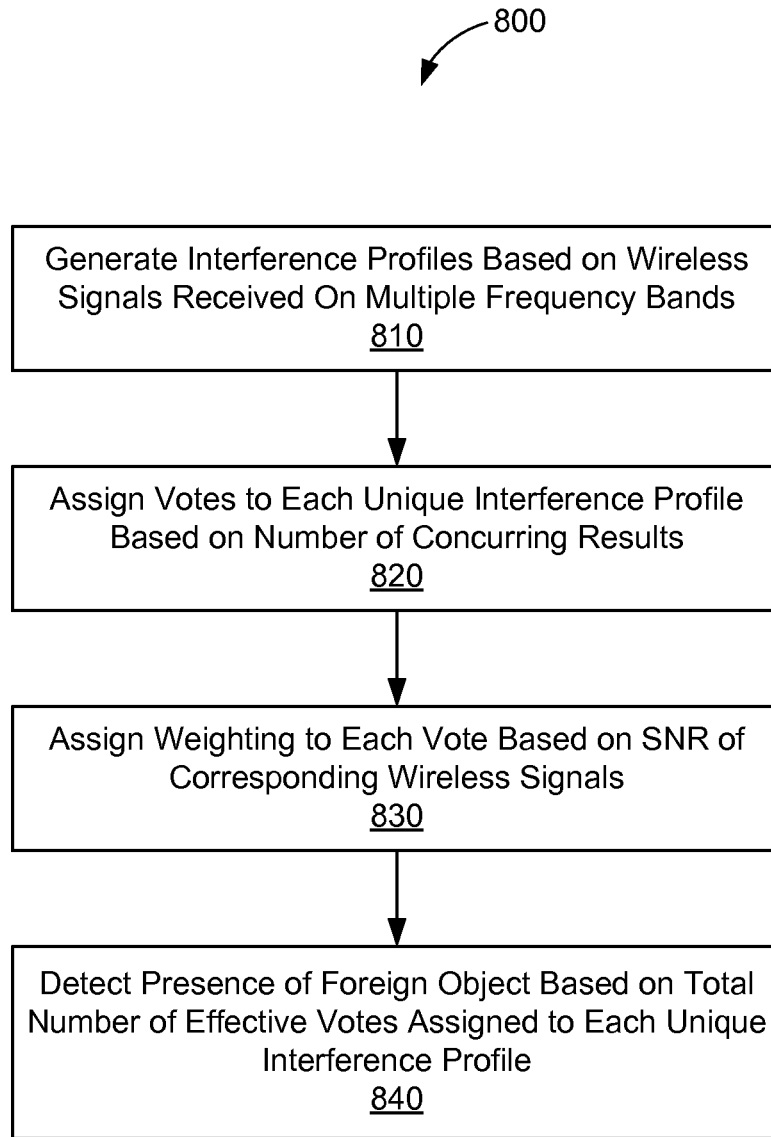 800
Generate Interference Profiles Based on Wireless
Signals Received On Multiple Frequency Bands
810
Assign Votes to Each Unique Interference Profile
Based on Number of Concurring Results
820
Assign Weighting to Each Vote Based on SNR of
Corresponding Wireless Signals
830
Detect Presence of Foreign Object Based on Total
Number of Effective Votes Assigned to Each Unique
Interference Profile
840